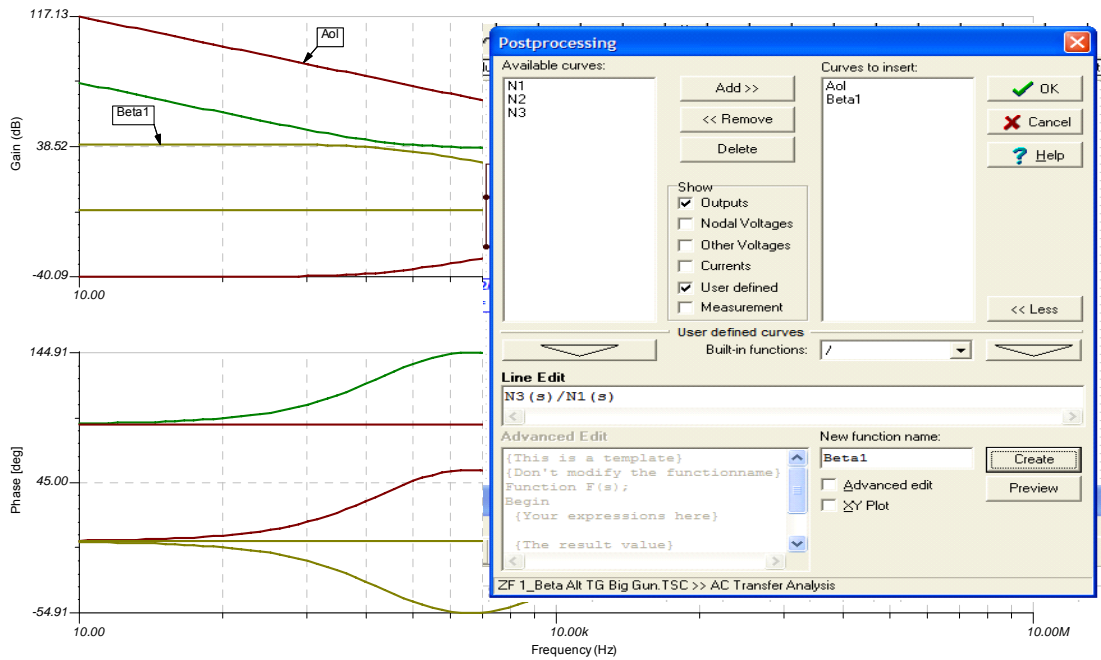 117.13
Aol
Beta1
Gain (dB)
38.52
-40.09
10.00
144.91
Phase [deg]
45.00
-54.91
10.00
10.00k
10.00M
Frequency (Hz)
Postprocessing
Available curves:
N1
N2
N3
Add >>
<< Remove
Delete
Curves to insert:
Aol
Beta1
OK
Cancel
Help
Show
Outputs
Nodal Voltages
Other Voltages
Currents
User defined
Measurement
<< Less
User defined curves
Built-in functions:
/
Line Edit
N3(s)/N1(s)
Advanced Edit
{This is a template}
{Don't modify the functionname}
Function F(s);
Begin
{Your expressions here}
{The result value}
New function name:
Beta1
Create
Advanced edit
Preview
XY Plot
ZF 1_Beta Alt TG Big Gun.TSC >> AC Transfer Analysis